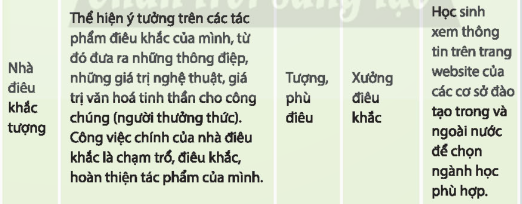 Nhà
điêu
khắc
tượng
Thể hiện ý tưởng trên các tác
phẩm điêu khắc của mình, từ
đó đưa ra những thông điệp,
những giá trị nghệ thuật, giá
trị văn hoá tinh thần cho công
chúng (người thưởng thức).
Công việc chính của nhà điêu
khắc là chạm trổ, điêu khắc,
hoàn thiện tác phẩm của mình.
Tượng,
phù
điêu
Xưởng
điêu
khắc
Học sinh
xem thông
tin trên trang
website của
các cơ sở đào
tạo trong và
ngoài nước
để chọn
ngành học
phù hợp.